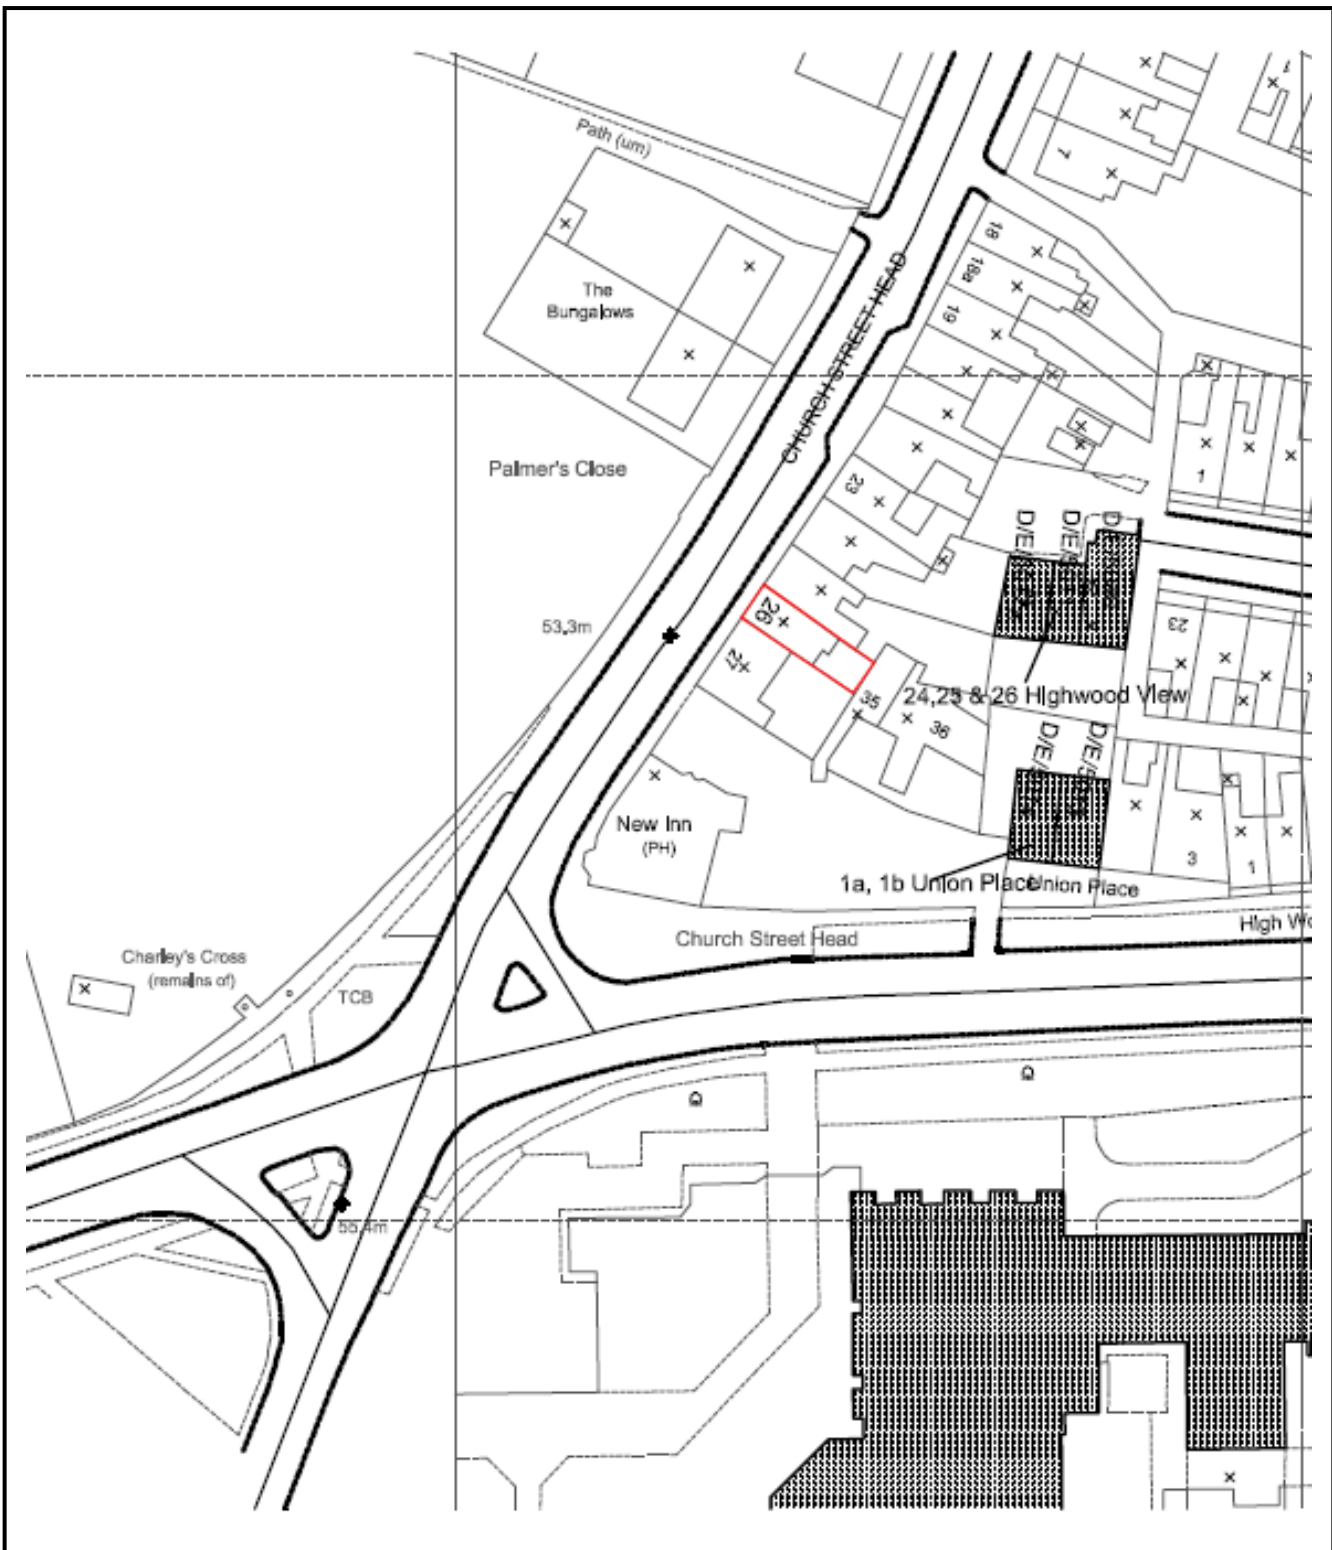 Path (um)
7
18
18a
The
Bungalows
19
CHURCH STREET HEAD
Palmer's Close
23
1
53.3m
26
23
27
35
24,25 & 26 Highwood View
36
New Inn
(PH)
3
1
1a, 1b Union Place
Union Place
High Wo
Church Street Head
Charley's Cross
(remains of)
TCB
55.4m